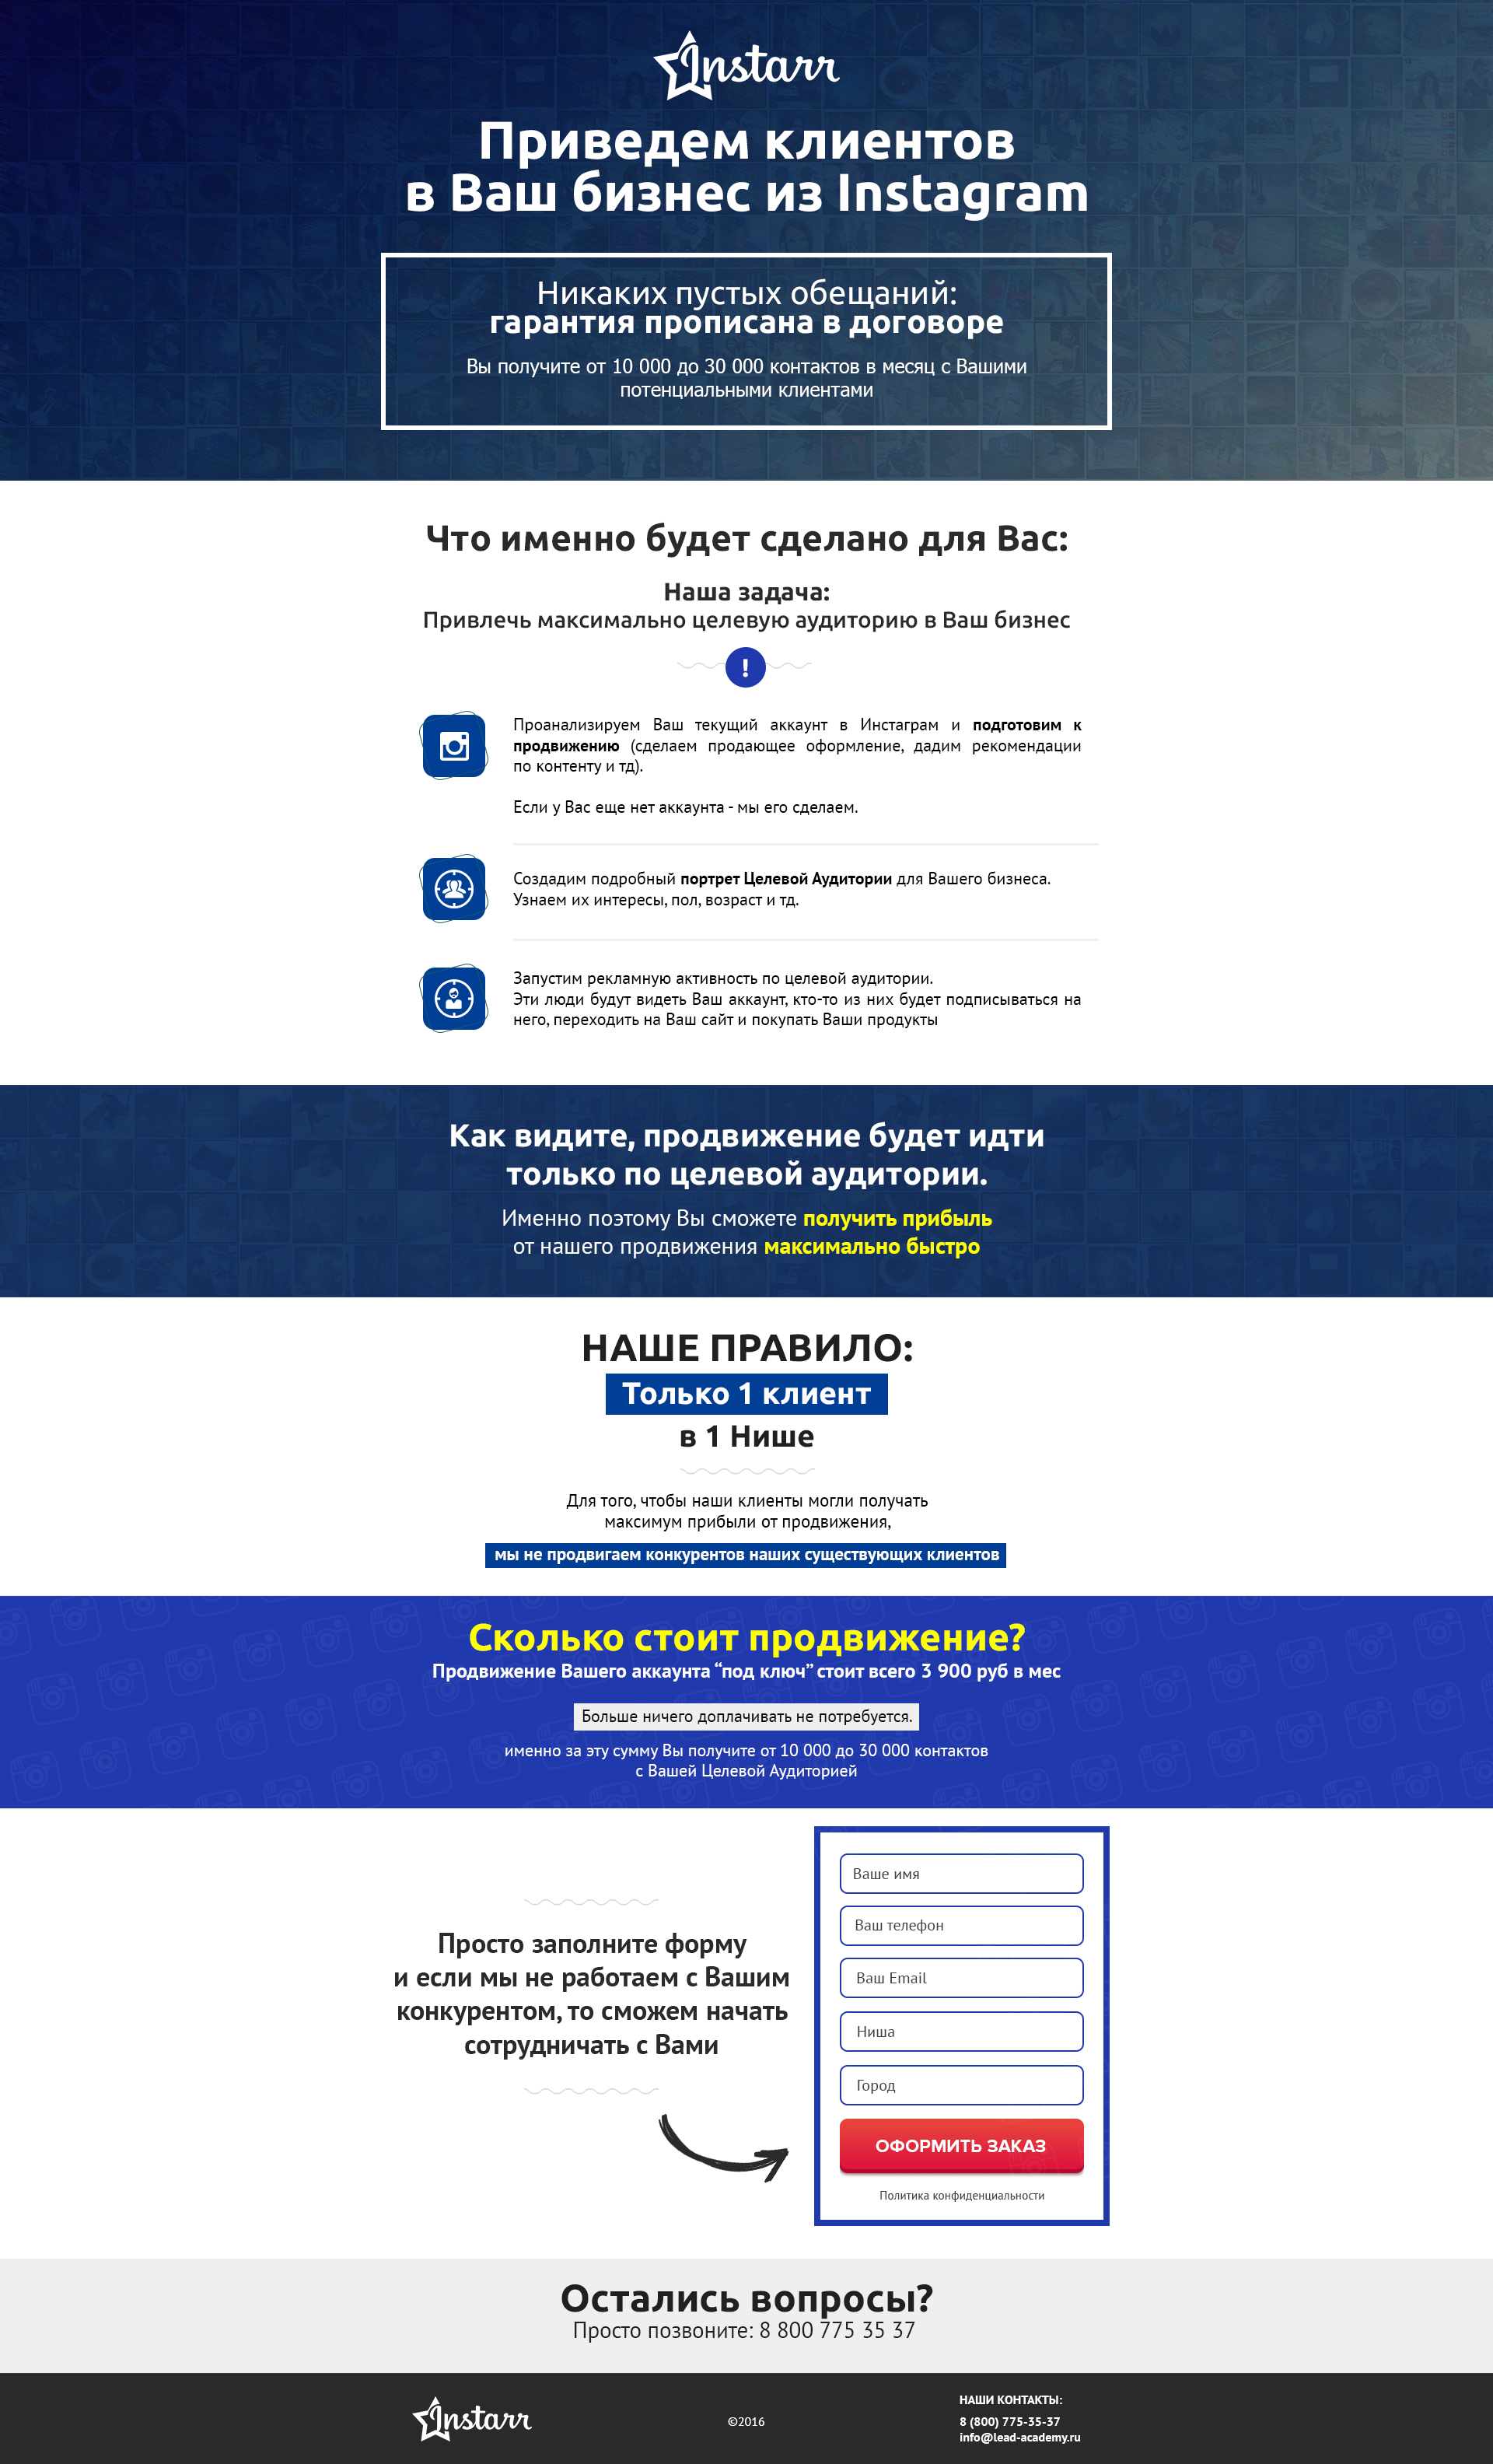 Instarr
Приведем клиентов
в Ваш бизнес из Instagram
Никаких пустых обещаний:
гарантия прописана в договоре
Вы получите от 10 000 до 30 000 контактов в месяц с Вашими
потенциальными клиентами
Что именно будет сделано для Вас:
Наша задача:
Привлечь максимально целевую аудиторию в Ваш бизнес
!
Проанализируем Ваш текущий аккаунт в Инстаграм и подготовим к
продвижению (сделаем продающее оформление, дадим рекомендации
по контенту и тд).
Если у Вас еще нет аккаунта - мы его сделаем.
Создадим подробный портрет Целевой Аудитории для Вашего бизнеса.
Узнаем их интересы, пол, возраст и тд.
Запустим рекламную активность по целевой аудитории.
Эти люди будут видеть Ваш аккаунт, кто-то из них будет подписываться на
него, переходить на Ваш сайт и покупать Ваши продукты
Как видите, продвижение будет идти
только по целевой аудитории.
Именно поэтому Вы сможете получить прибыль
от нашего продвижения максимально быстро
НАШЕ ПРАВИЛО:
Только 1 клиент
в 1 Нише
Для того, чтобы наши клиенты могли получать
максимум прибыли от продвижения,
мы не продвигаем конкурентов наших существующих клиентов
Сколько стоит продвижение?
Продвижение Вашего аккаунта “под ключ” стоит всего 3 900 руб в мес
Больше ничего доплачивать не потребуется.
именно за эту сумму Вы получите от 10 000 до 30 000 контактов
с Вашей Целевой Аудиторией
Просто заполните форму
и если мы не работаем с Вашим
конкурентом, то сможем начать
сотрудничать с Вами
Ваше имя
Ваш телефон
Ваш Email
Ниша
Город
ОФОРМИТЬ ЗАКАЗ
Политика конфиденциальности
Остались вопросы?
Просто позвоните: 8 800 775 35 37
Instarr
©2016
НАШИ КОНТАКТЫ:
8 (800) 775-35-37
info@lead-academy.ru